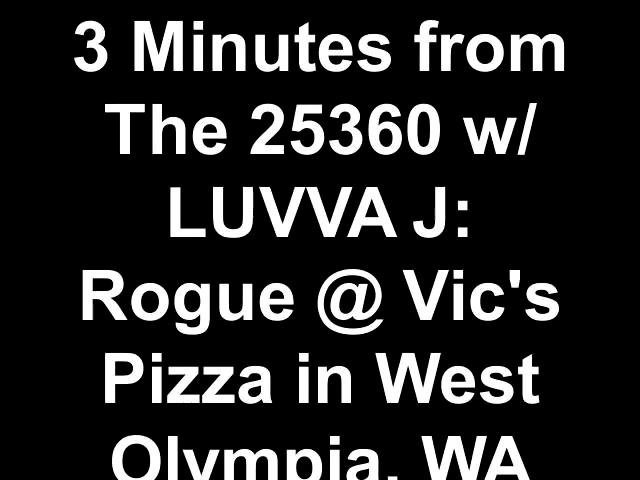 3 Minutes from
The 25360 w/
LUVVA J:
Rogue @ Vic's
Pizza in West
Olympia, WA